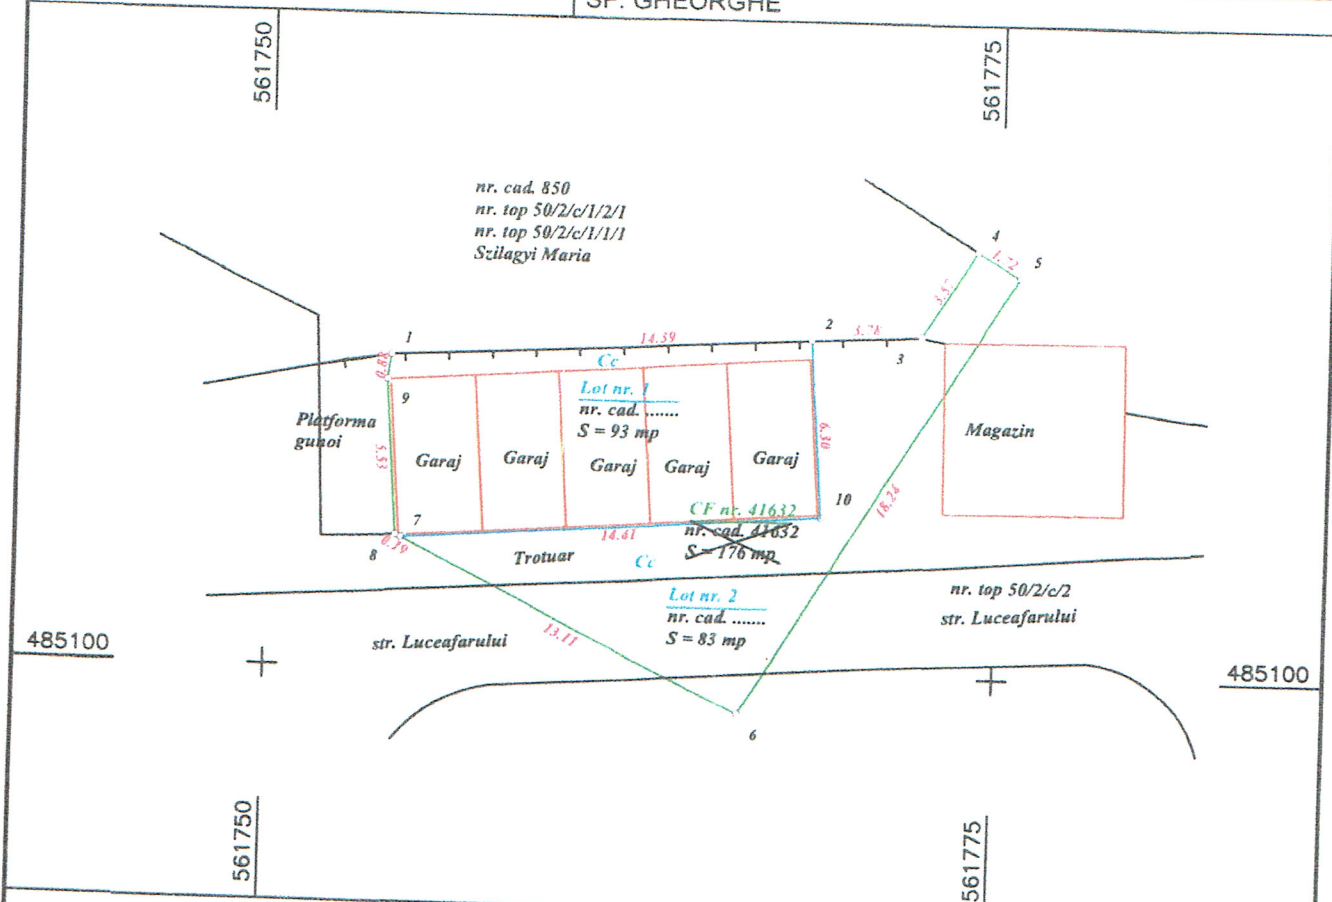 SF. GHEORGHE
561750
561775
nr. cad. 850
nr. top 50/2/c/1/2/1
nr. top 50/2/c/1/1/1
Szilagyi Maria
4
1.72
5
3.57
1
14.39
2
3.78
3
0.88
Cc
9
Lot nr. 1
nr. cad. .......
S = 93 mp
Platforma
gunoi
5.53
6.30
Magazin
Garaj
Garaj
Garaj
Garaj
Garaj
10
18.24
7
CF nr. 41632
nr. cad. 41632
S = 176 mp
0.39
14.41
8
Trotuar
Cc
Lot nr. 2
nr. cad. .......
S = 83 mp
nr. top 50/2/c/2
str. Luceafarului
13.11
str. Luceafarului
485100
485100
6
561750
561775